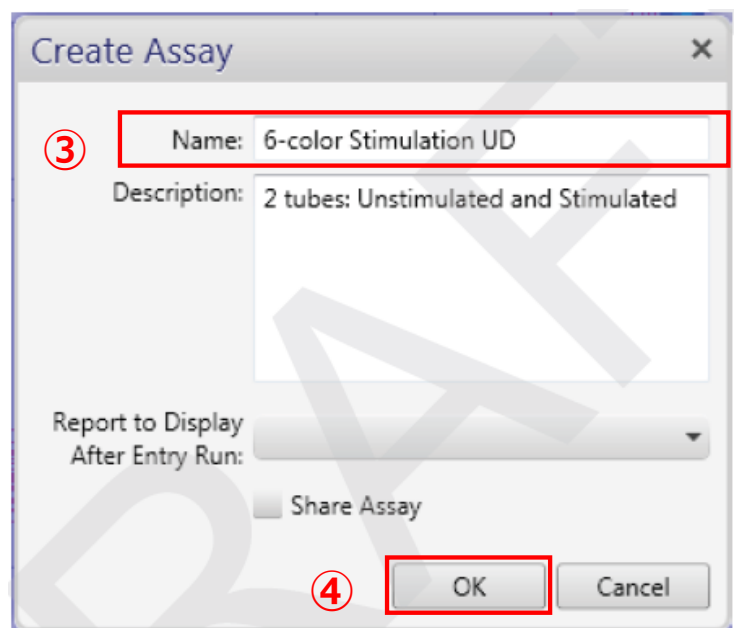 Create Assay ×
③ Name: 6-color Stimulation UD
Description: 2 tubes: Unstimulated and Stimulated
Report to Display
After Entry Run:
Share Assay
④ OK Cancel